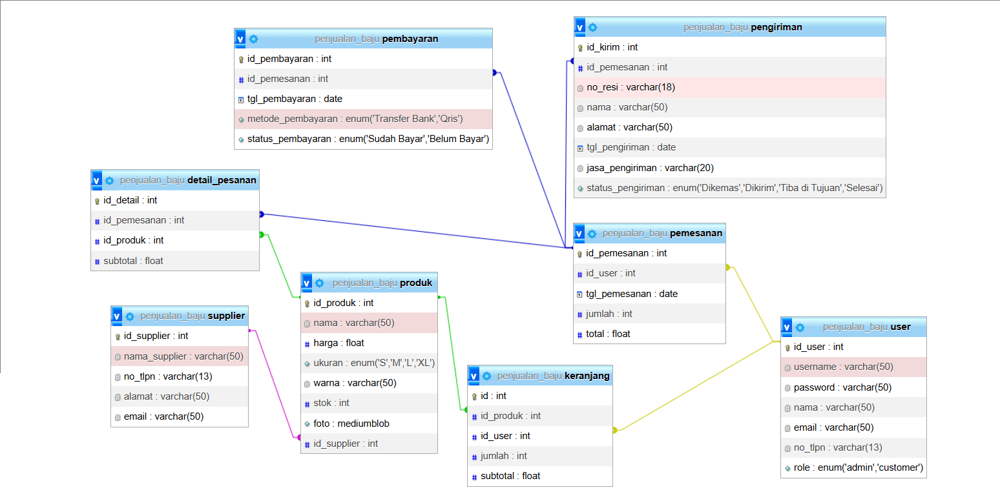 penjualan_baju pembayaran
id_pembayaran : int
id_pemesanan : int
tgl_pembayaran : date
metode_pembayaran : enum('Transfer Bank','Qris')
status_pembayaran : enum('Sudah Bayar','Belum Bayar')
penjualan_baju pengiriman
id_kirim : int
id_pemesanan : int
no_resi : varchar(18)
nama : varchar(50)
alamat : varchar(50)
tgl_pengiriman : date
jasa_pengiriman : varchar(20)
status_pengiriman : enum('Dikemas','Dikirim','Tiba di Tujuan','Selesai')
penjualan_baju detail_pesanan
id_detail : int
id_pemesanan : int
id_produk : int
subtotal : float
penjualan_baju pemesanan
id_pemesanan : int
id_user : int
tgl_pemesanan : date
jumlah : int
total : float
penjualan_baju produk
id_produk : int
nama : varchar(50)
harga : float
ukuran : enum('S','M','L','XL')
warna : varchar(50)
stok : int
foto : mediumblob
id_supplier : int
penjualan_baju supplier
id_supplier : int
nama_supplier : varchar(50)
no_tlpn : varchar(13)
alamat : varchar(50)
email : varchar(50)
penjualan_baju keranjang
id : int
id_produk : int
id_user : int
jumlah : int
subtotal : float
penjualan_baju user
id_user : int
username : varchar(50)
password : varchar(50)
nama : varchar(50)
email : varchar(50)
no_tlpn : varchar(13)
role : enum('admin','customer')